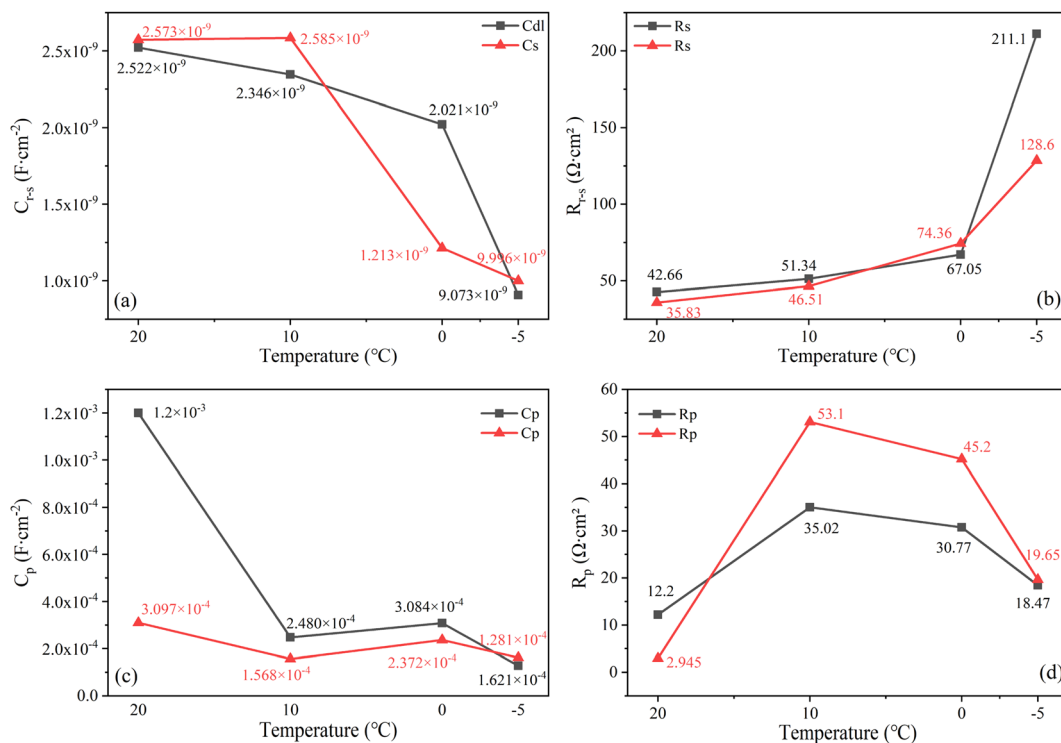 Cdl
Cs
2.573×10⁻⁹
2.585×10⁻⁹
2.5x10⁻⁹
2.522×10⁻⁹
2.346×10⁻⁹
2.021×10⁻⁹
2.0x10⁻⁹
C_r-s (F·cm⁻²)
1.5x10⁻⁹
1.213×10⁻⁹
9.996×10⁻⁹
1.0x10⁻⁹
9.073×10⁻⁹
(a)
20
10
0
-5
Temperature (℃)
Rs
Rs
211.1
200
150
128.6
R_r-s (Ω·cm²)
100
74.36
42.66
51.34
67.05
50
35.83
46.51
0
(b)
20
10
0
-5
Temperature (℃)
Cp
Cp
1.2x10⁻³
1.2×10⁻³
1.0x10⁻³
8.0x10⁻⁴
C_p (F·cm⁻²)
6.0x10⁻⁴
4.0x10⁻⁴
3.097×10⁻⁴
2.480×10⁻⁴
3.084×10⁻⁴
1.281×10⁻⁴
2.0x10⁻⁴
1.568×10⁻⁴
2.372×10⁻⁴
1.621×10⁻⁴
0.0
(c)
20
10
0
-5
Temperature (℃)
Rp
Rp
60
53.1
50
45.2
40
R_p (Ω·cm²)
35.02
30.77
30
20
19.65
18.47
12.2
10
2.945
0
(d)
20
10
0
-5
Temperature (℃)